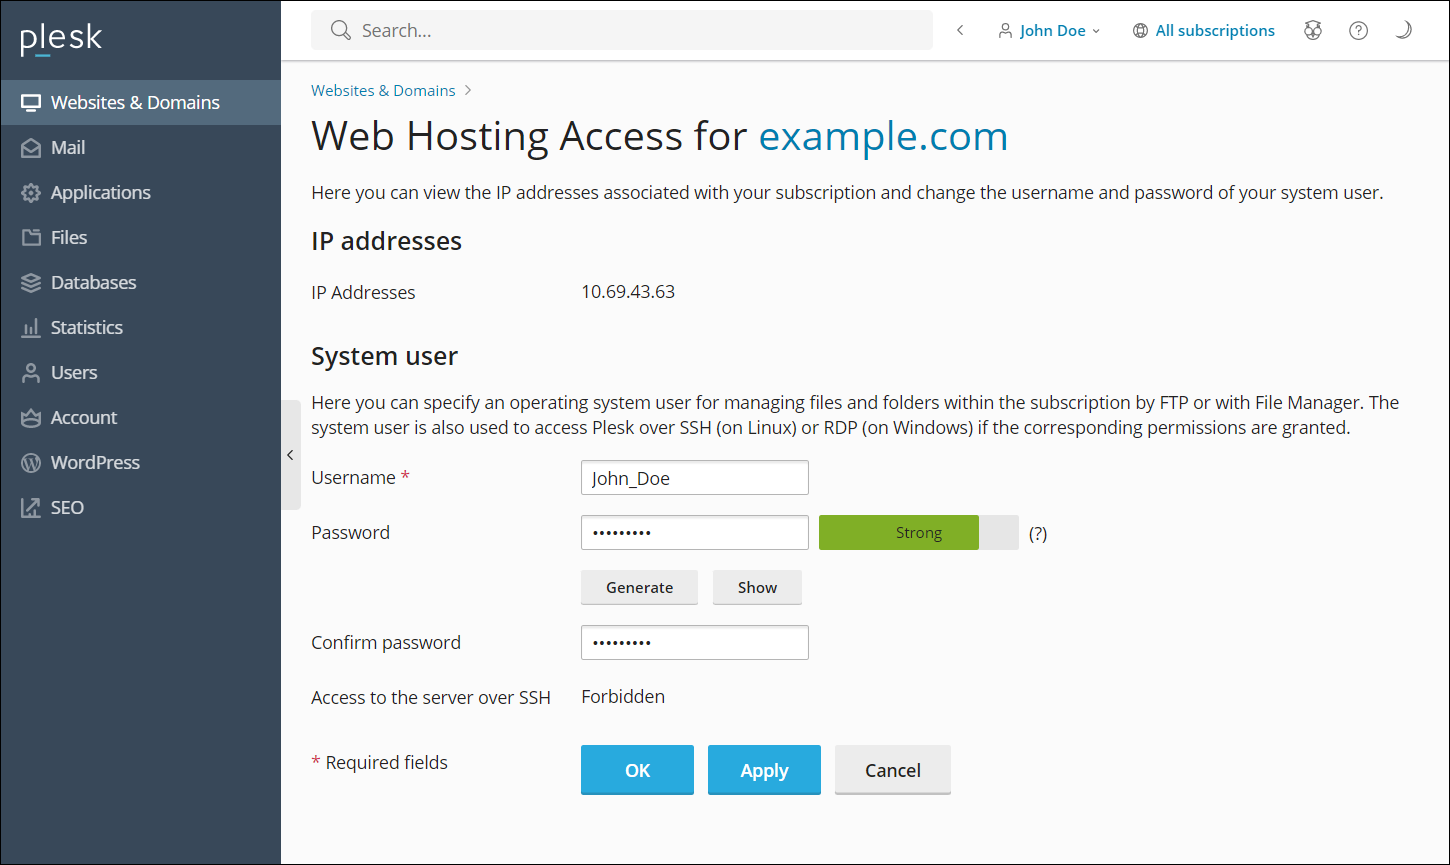 plesk
Search...
John Doe
All subscriptions
Websites & Domains
Mail
Applications
Files
Databases
Statistics
Users
Account
WordPress
SEO
Websites & Domains >
Web Hosting Access for example.com
Here you can view the IP addresses associated with your subscription and change the username and password of your system user.
IP addresses
IP Addresses 10.69.43.63
System user
Here you can specify an operating system user for managing files and folders within the subscription by FTP or with File Manager. The
system user is also used to access Plesk over SSH (on Linux) or RDP (on Windows) if the corresponding permissions are granted.
Username * John_Doe
Password ••••••••• Strong (?)
Generate Show
Confirm password •••••••••
Access to the server over SSH Forbidden
* Required fields OK Apply Cancel